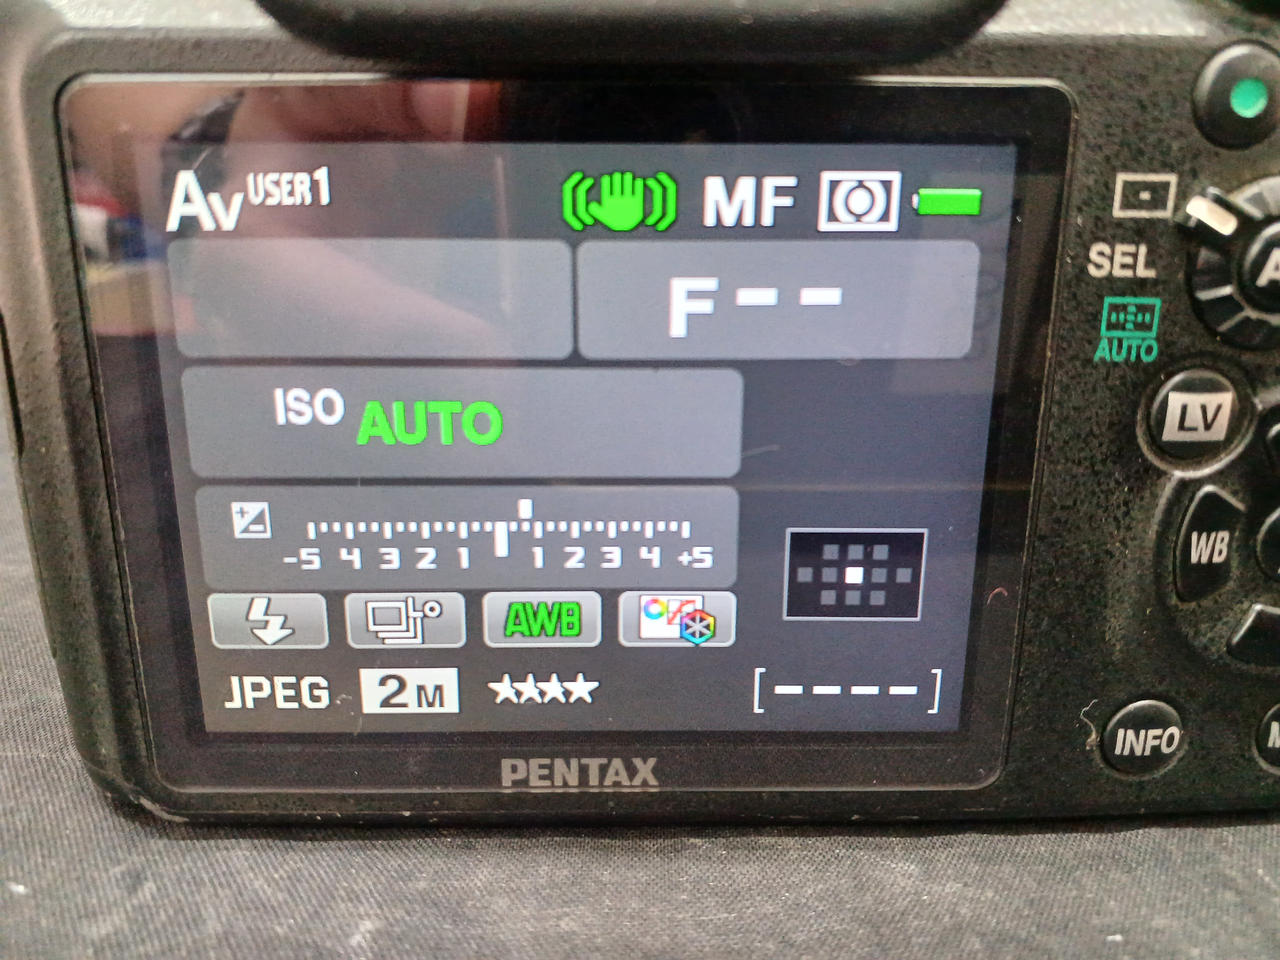 Av USER1 MF
F-- 
SEL
AUTO
ISO AUTO
LV
-5 4 3 2 1 1 2 3 4 +5
WB
AWB
JPEG 2M ★★★★ [----]
INFO
PENTAX